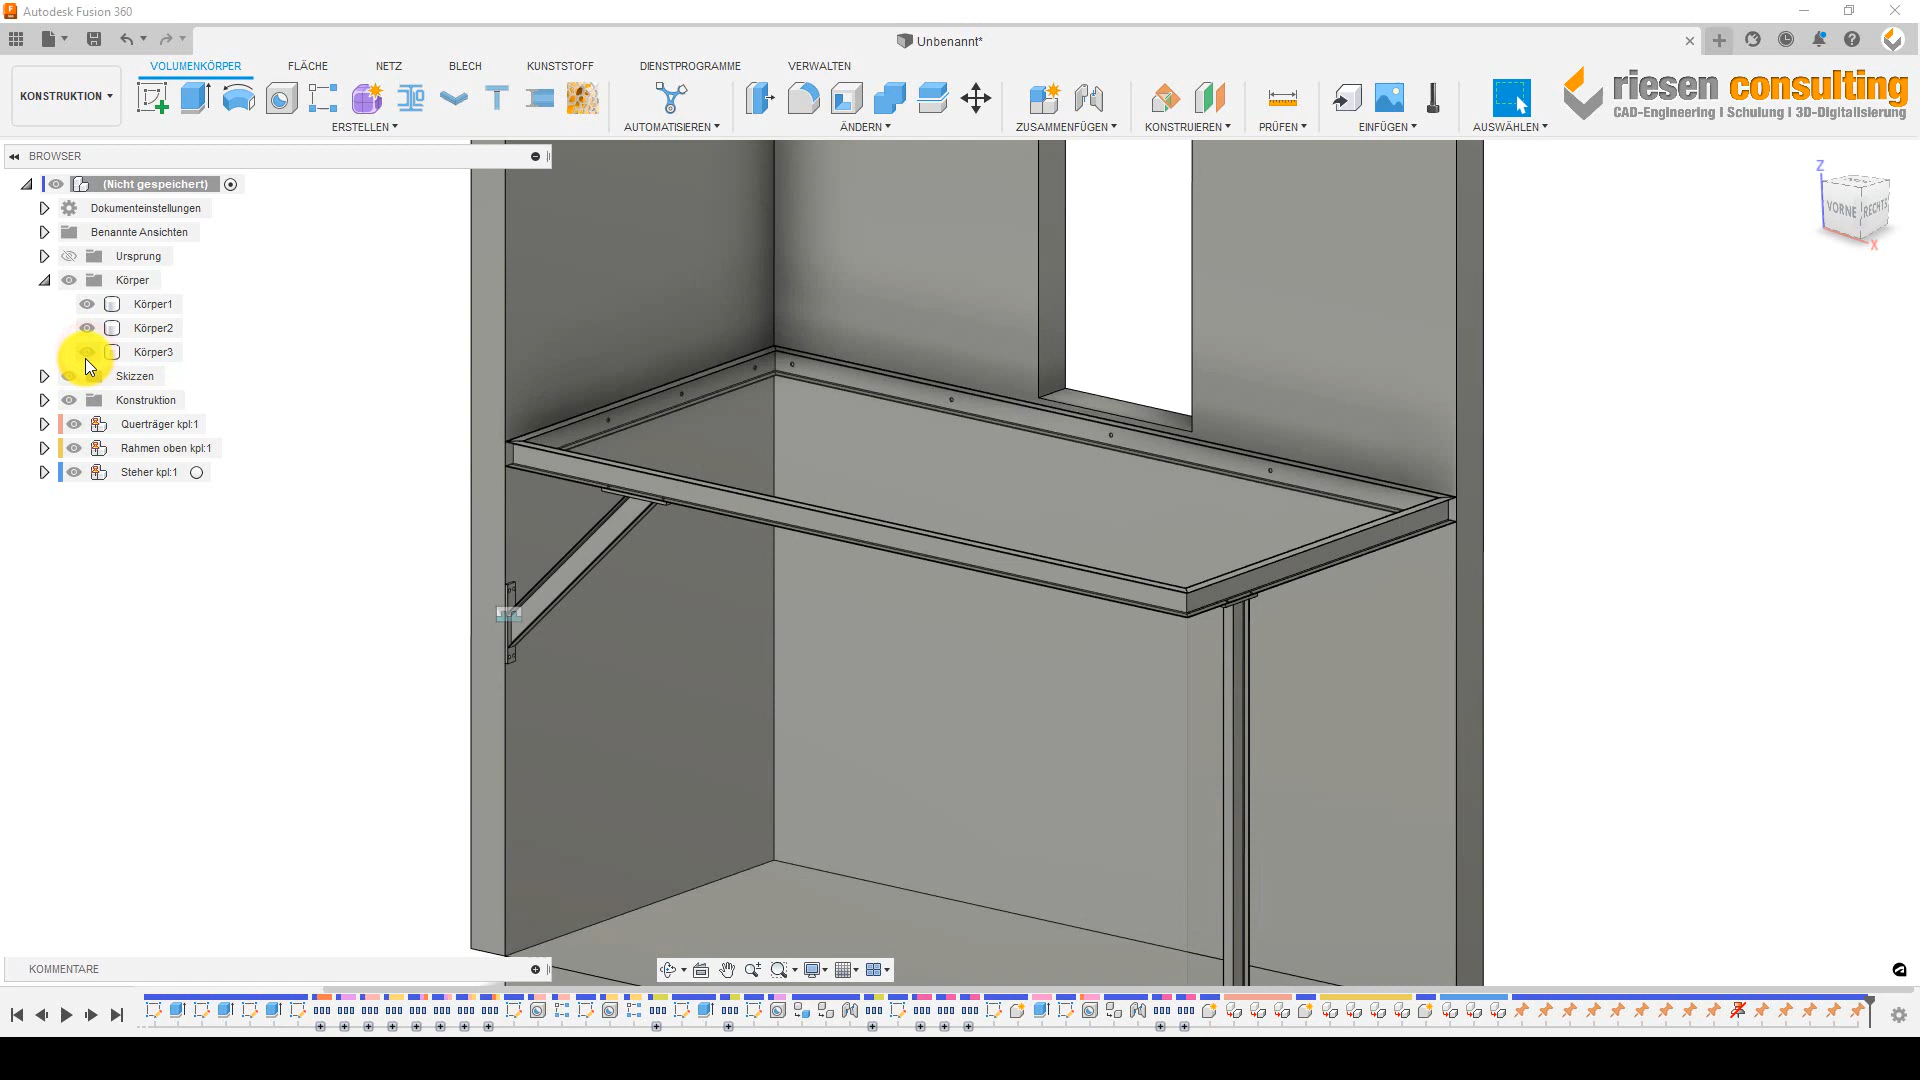 Autodesk Fusion 360
Unbenannt*
KONSTRUKTION
VOLUMENKÖRPER
FLÄCHE
NETZ
BLECH
KUNSTSTOFF
DIENSTPROGRAMME
VERWALTEN
ERSTELLEN
AUTOMATISIEREN
ÄNDERN
ZUSAMMENFÜGEN
KONSTRUIEREN
PRÜFEN
EINFÜGEN
AUSWÄHLEN
riesen consulting
CAD-Engineering I Schulung I 3D-Digitalisierung
BROWSER
(Nicht gespeichert)
Dokumenteinstellungen
Benannte Ansichten
Ursprung
Körper
Körper1
Körper2
Körper3
Skizzen
Konstruktion
Querträger kpl:1
Rahmen oben kpl:1
Steher kpl:1
Z
VORNE
RECHTS
X
KOMMENTARE